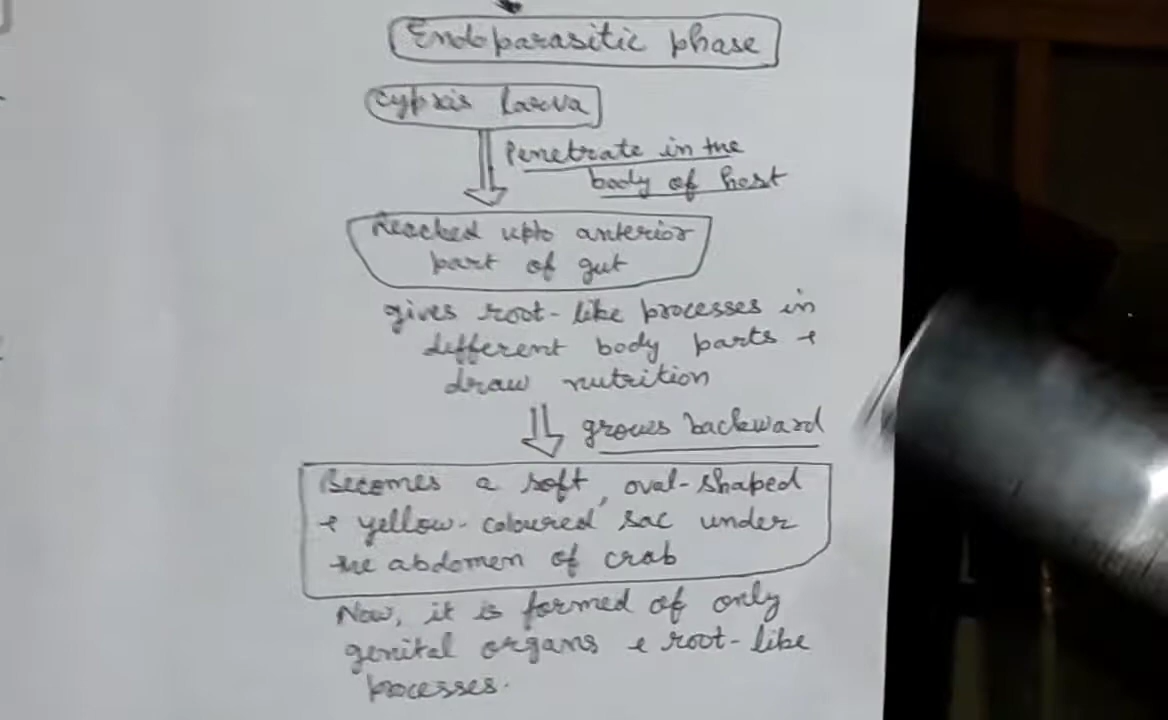 Endoparasitic phase
Cypris larva
Penetrate in the
body of host
Reached upto anterior
part of gut
gives root-like processes in
different body parts +
draw nutrition
grows backward
Becomes a soft, oval-shaped
+ yellow-coloured sac under
the abdomen of crab
Now, it is formed of only
genital organs & root-like
processes.